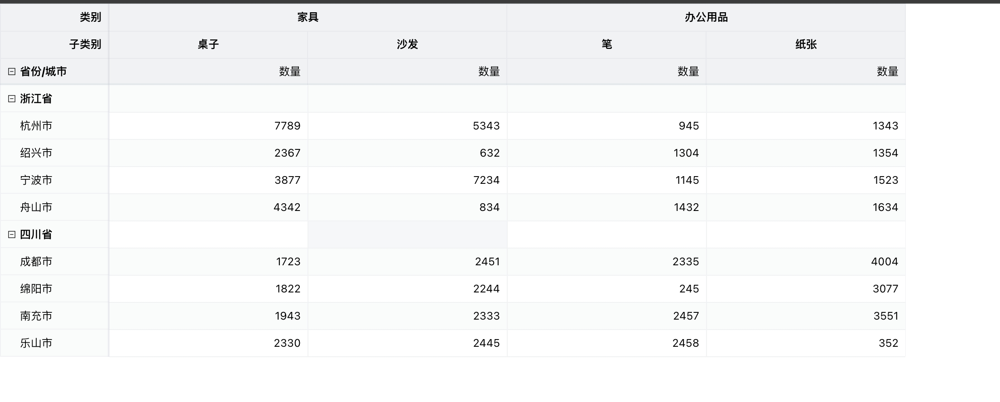 类别 家具 办公用品
子类别 桌子 沙发 笔 纸张
省份/城市 数量 数量 数量 数量
浙江省
杭州市 7789 5343 945 1343
绍兴市 2367 632 1304 1354
宁波市 3877 7234 1145 1523
舟山市 4342 834 1432 1634
四川省
成都市 1723 2451 2335 4004
绵阳市 1822 2244 245 3077
南充市 1943 2333 2457 3551
乐山市 2330 2445 2458 352